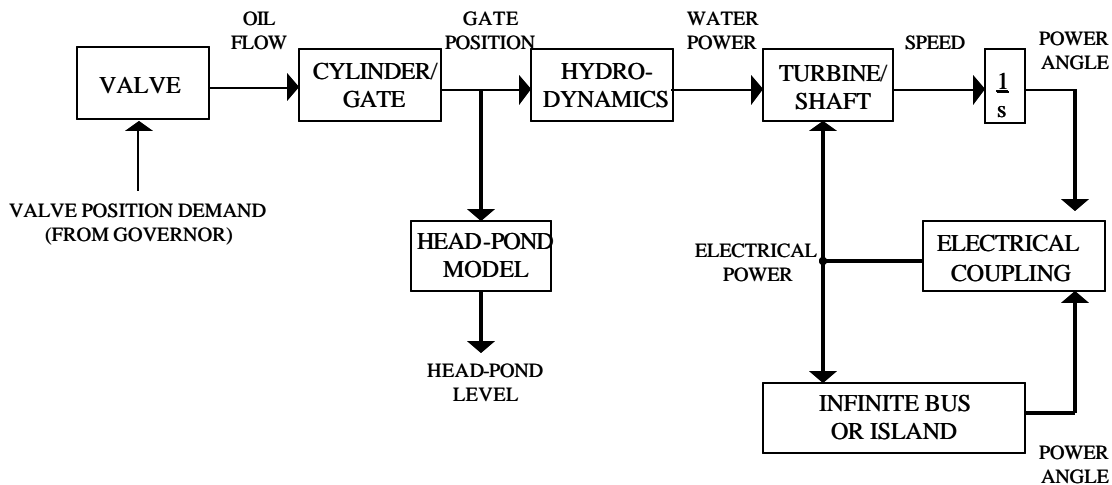 OIL
FLOW
GATE
POSITION
WATER
POWER
SPEED
POWER
ANGLE
VALVE
CYLINDER/
GATE
HYDRO-
DYNAMICS
TURBINE/
SHAFT
1
s
VALVE POSITION DEMAND
(FROM GOVERNOR)
HEAD-POND
MODEL
ELECTRICAL
POWER
ELECTRICAL
COUPLING
HEAD-POND
LEVEL
INFINITE BUS
OR ISLAND
POWER
ANGLE